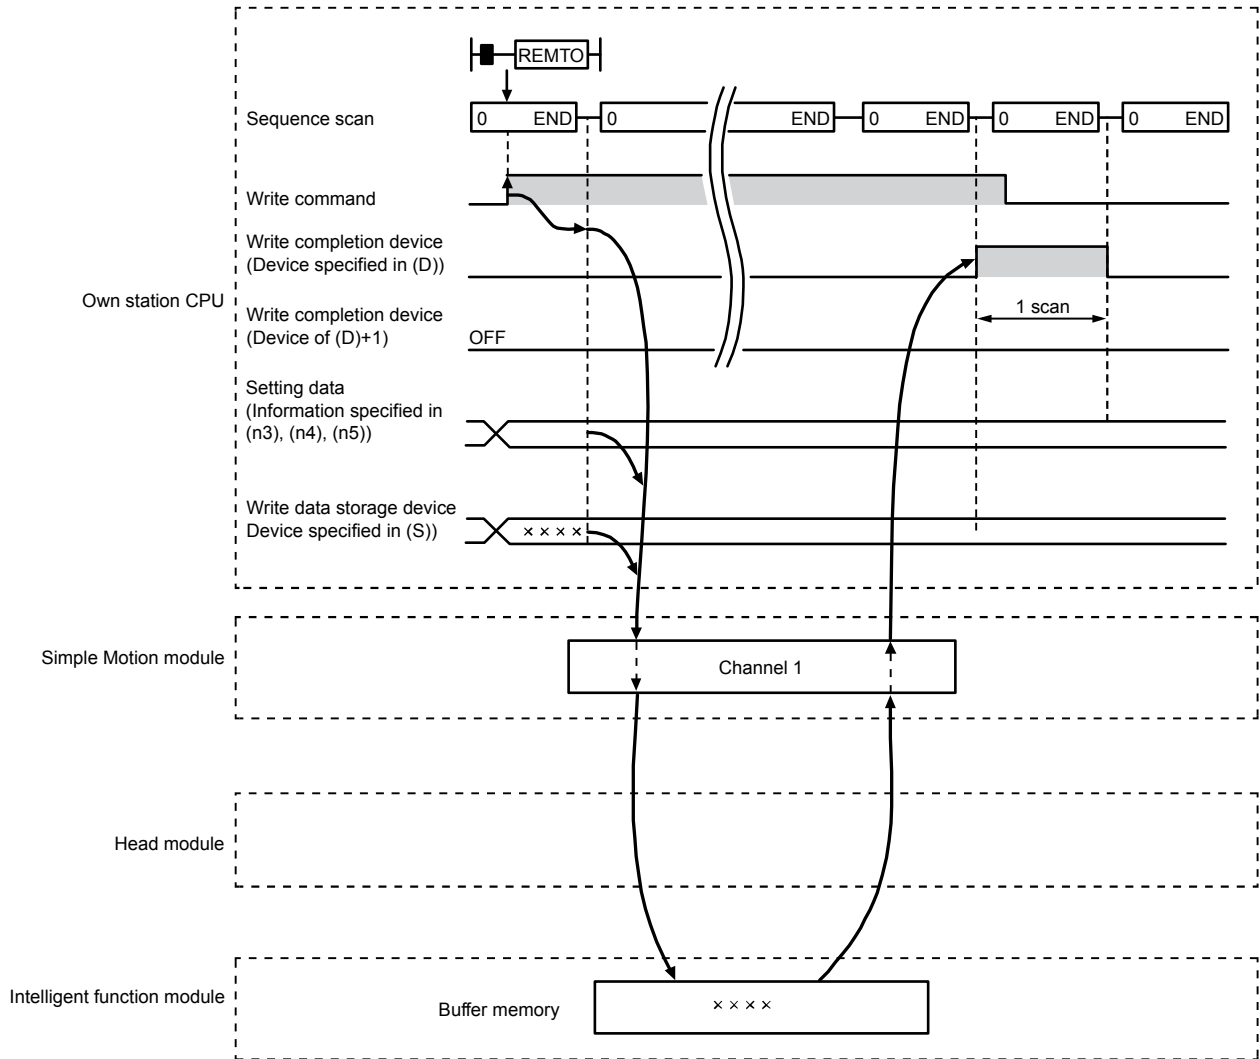 REMTO
Sequence scan
0 END 0 END 0 END 0 END 0 END
Write command
Write completion device
(Device specified in (D))
Own station CPU
1 scan
Write completion device
(Device of (D)+1)
OFF
Setting data
(Information specified in
(n3), (n4), (n5))
Write data storage device
Device specified in (S))
× × × ×
Simple Motion module
Channel 1
Head module
Intelligent function module
Buffer memory
× × × ×